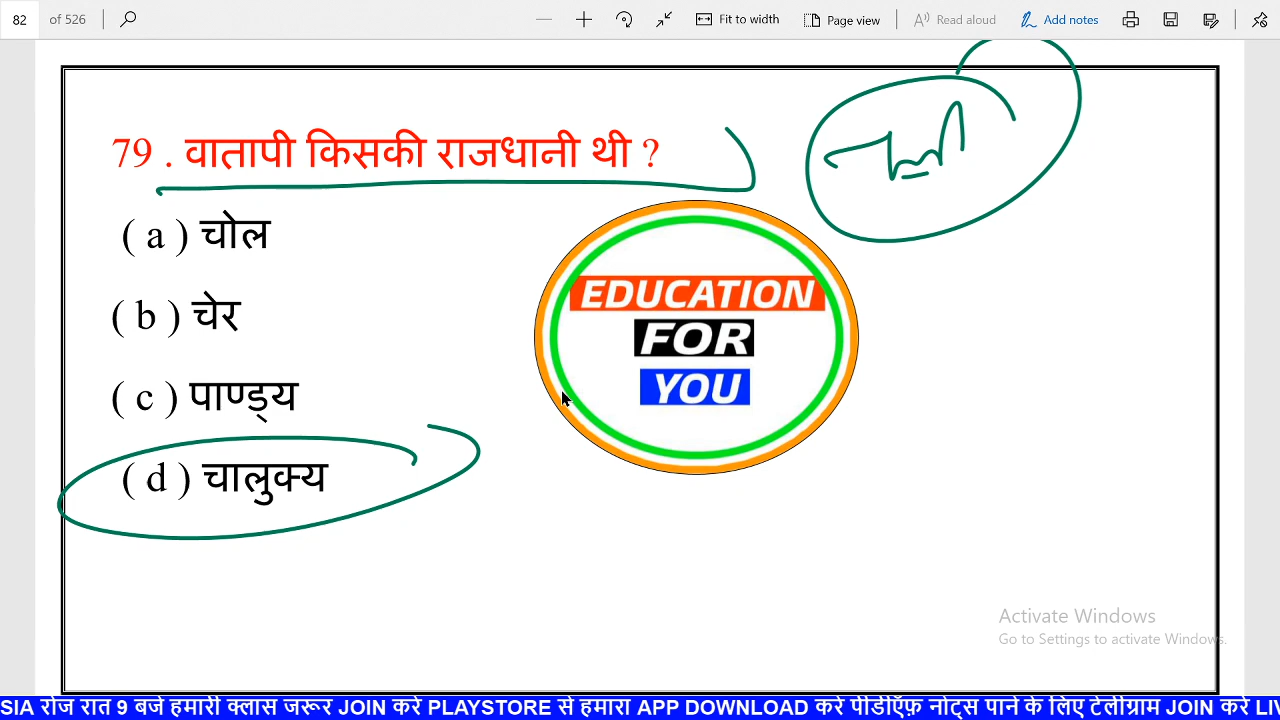 82 of 526 Fit to width Page view Read aloud Add notes
79 . वातापी किसकी राजधानी थी ?
( a ) चोल
( b ) चेर
( c ) पाण्ड्य
( d ) चालुक्य
EDUCATION
FOR
YOU
Activate Windows
Go to Settings to activate Windows.
SIA रोज रात 9 बजे हमारी क्लास जरूर JOIN करे PLAYSTORE से हमारा APP DOWNLOAD करे पीडीऍफ़ नोट्स पाने के लिए टेलीग्राम JOIN करे LIV